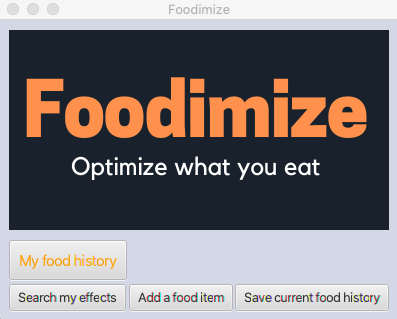 Foodimize
Foodimize
Optimize what you eat
My food history
Search my effects
Add a food item
Save current food history